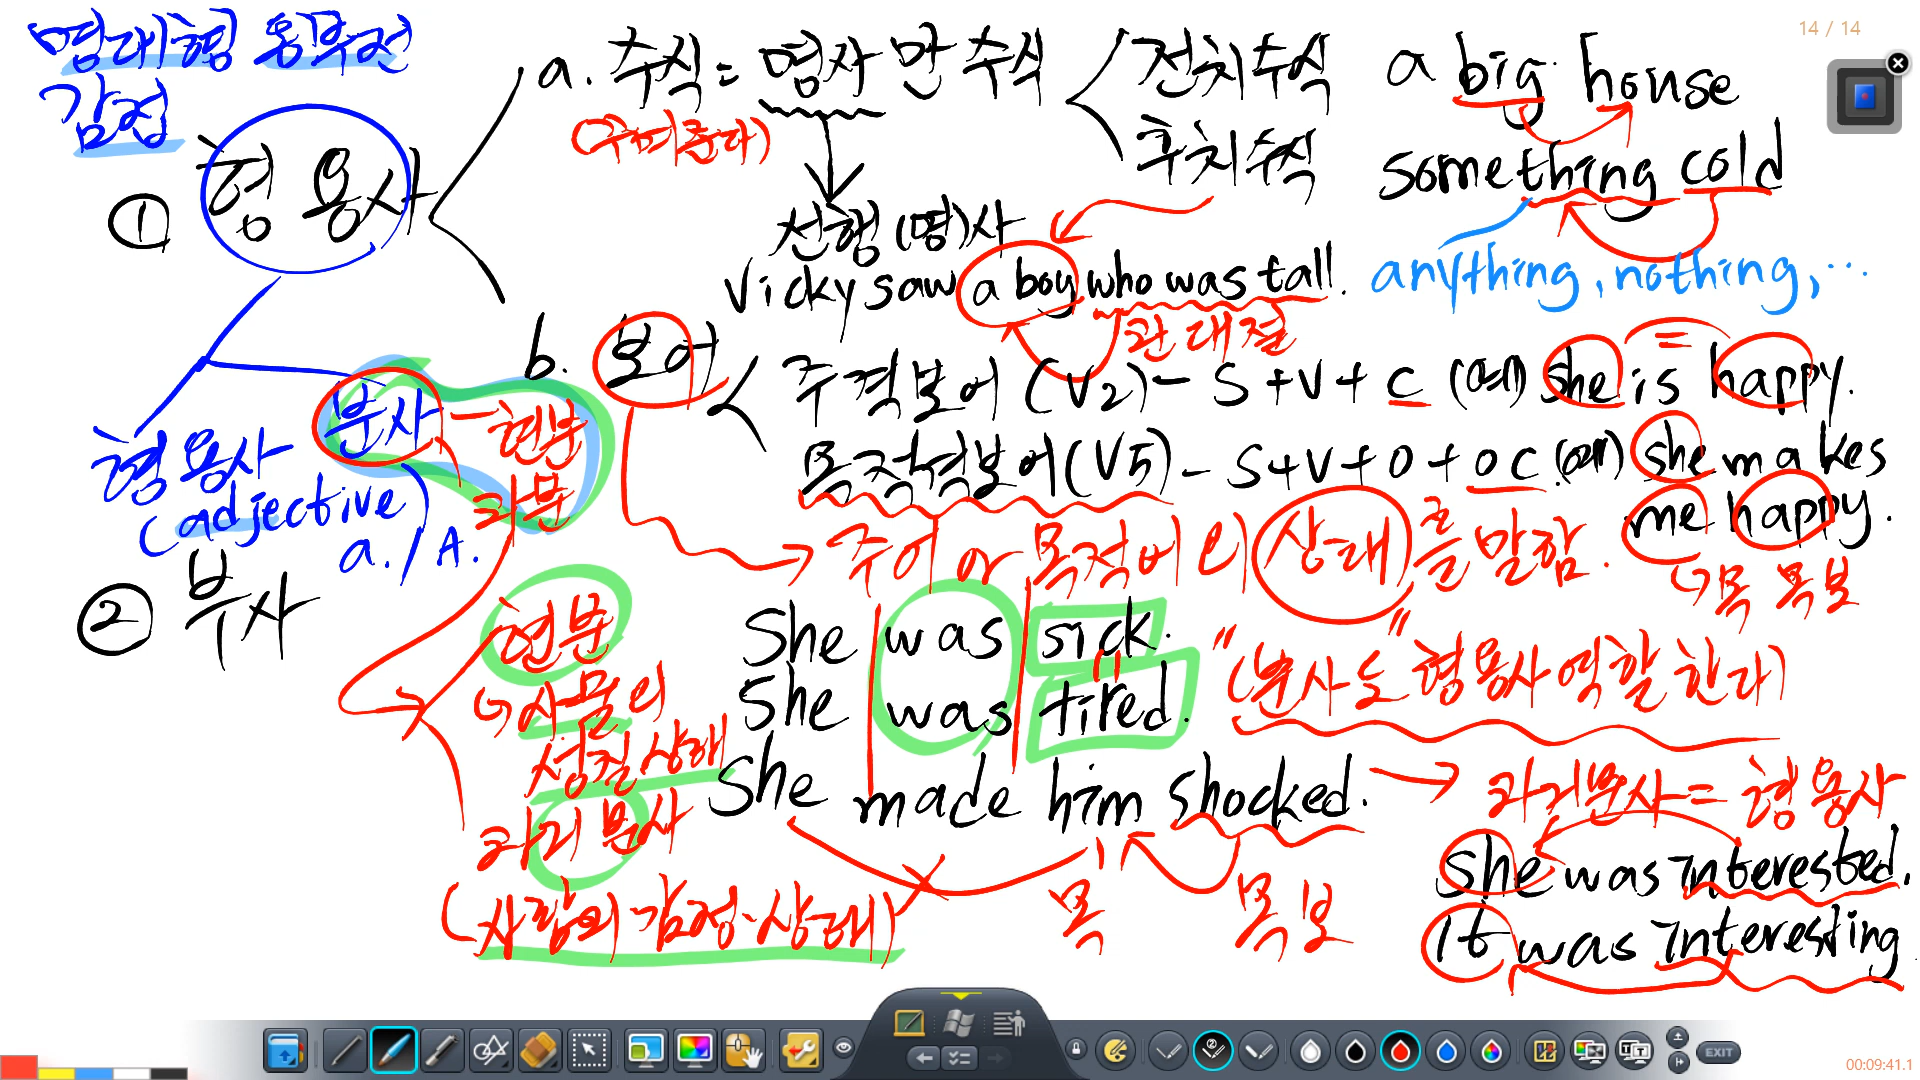 명대형 동부전
감접
14 / 14
① 형용사
a. 수식 = 명사만 수식
(꾸며준다)
전치수식
a big house
후치수식
something cold
anything, nothing, ...
선행(명)사
Vicky saw a boy who was tall.
관대절
b. 보어
주격보어 (V2) - S + V + C (예) she is happy.
목적격보어 (V5) - S + V + O + OC (예) she makes
me happy.
목 목보
주어 or 목적어의 상태를 말함.
형용사
(adjective)
a. / A.
분사 - 현분
과분
② 부사
현분
사물의
성질 상태
과거분사
(사람의 감정·상태)
She was sick.
She was tired.
"(분사도" 형용사 역할 한다)
She made him shocked.
목 목보
과거분사 = 형용사
She was interested.
It was interesting
EXIT
00:09:41.1